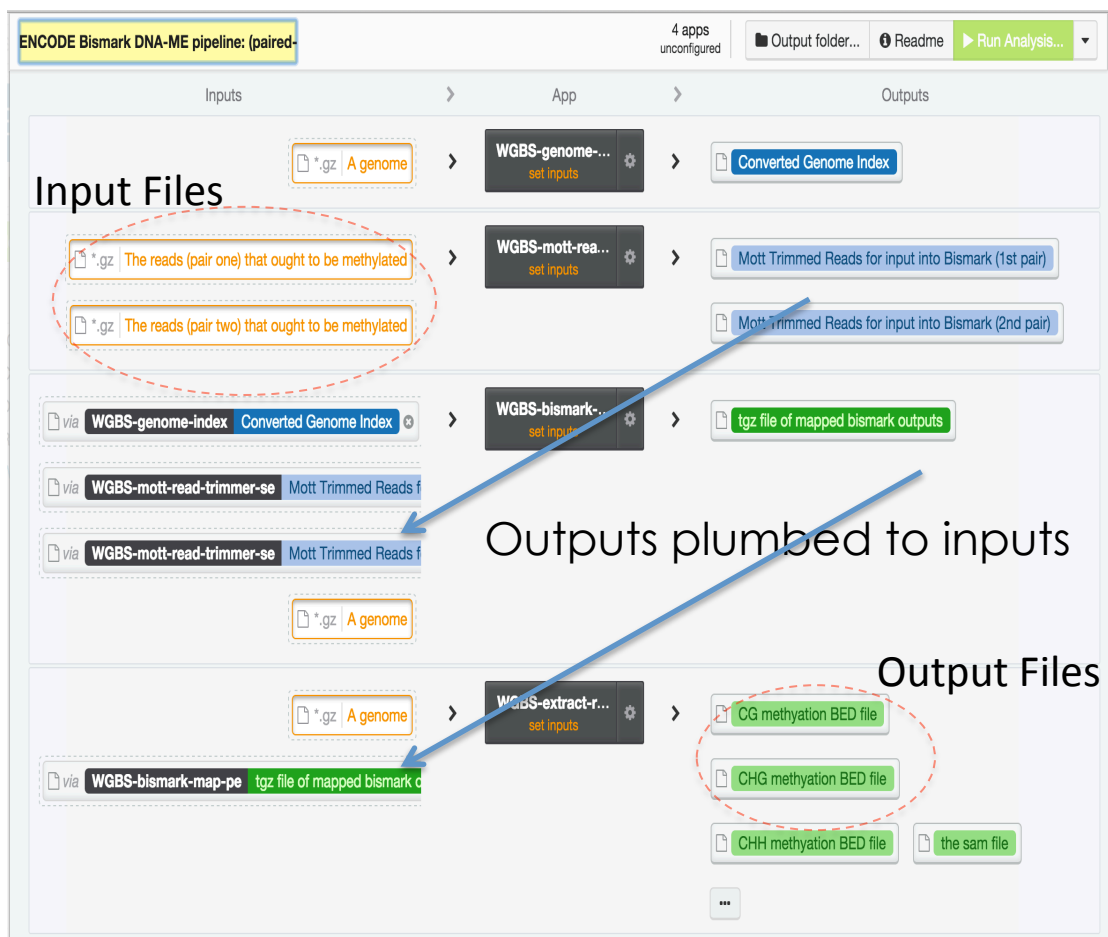 ENCODE Bismark DNA-ME pipeline: (paired-
4 apps
unconfigured
Output folder...
Readme
Run Analysis...
Inputs
App
Outputs
*.gz A genome
WGBS-genome-...
set inputs
Converted Genome Index
Input Files
*.gz The reads (pair one) that ought to be methylated
WGBS-mott-rea...
set inputs
Mott Trimmed Reads for input into Bismark (1st pair)
*.gz The reads (pair two) that ought to be methylated
Mott Trimmed Reads for input into Bismark (2nd pair)
via WGBS-genome-index Converted Genome Index
WGBS-bismark-...
set inputs
tgz file of mapped bismark outputs
via WGBS-mott-read-trimmer-se Mott Trimmed Reads f
via WGBS-mott-read-trimmer-se Mott Trimmed Reads f
Outputs plumbed to inputs
*.gz A genome
Output Files
*.gz A genome
WGBS-extract-r...
set inputs
CG methyation BED file
via WGBS-bismark-map-pe tgz file of mapped bismark o
CHG methyation BED file
CHH methyation BED file
the sam file
...